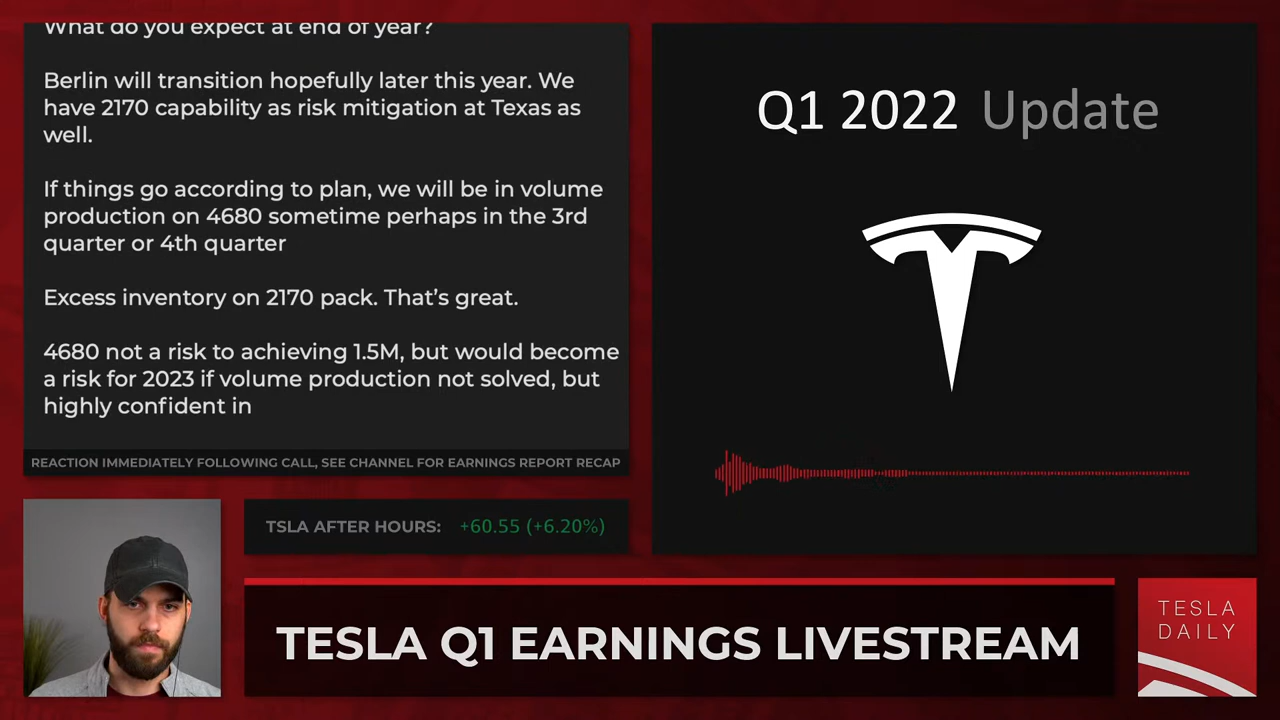 What do you expect at end of year?
Berlin will transition hopefully later this year. We
have 2170 capability as risk mitigation at Texas as
well.
If things go according to plan, we will be in volume
production on 4680 sometime perhaps in the 3rd
quarter or 4th quarter
Excess inventory on 2170 pack. That’s great.
4680 not a risk to achieving 1.5M, but would become
a risk for 2023 if volume production not solved, but
highly confident in
REACTION IMMEDIATELY FOLLOWING CALL, SEE CHANNEL FOR EARNINGS REPORT RECAP
Q1 2022 Update
TSLA AFTER HOURS: +60.55 (+6.20%)
TESLA Q1 EARNINGS LIVESTREAM
TESLA
DAILY